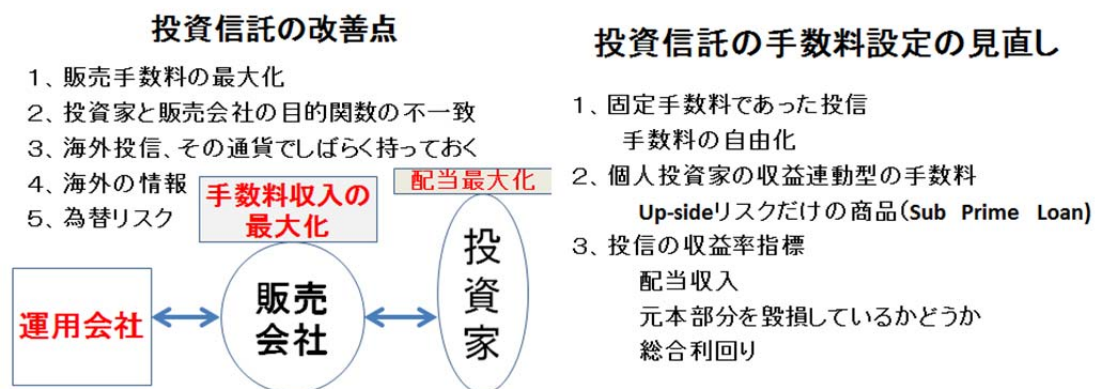 投資信託の改善点
1、販売手数料の最大化
2、投資家と販売会社の目的関数の不一致
3、海外投信、その通貨でしばらく持っておく
4、海外の情報
5、為替リスク
手数料収入の
最大化
配当最大化
運用会社
販売
会社
投
資
家
投資信託の手数料設定の見直し
1、固定手数料であった投信
手数料の自由化
2、個人投資家の収益連動型の手数料
Up-sideリスクだけの商品(Sub Prime Loan)
3、投信の収益率指標
配当収入
元本部分を毀損しているかどうか
総合利回り